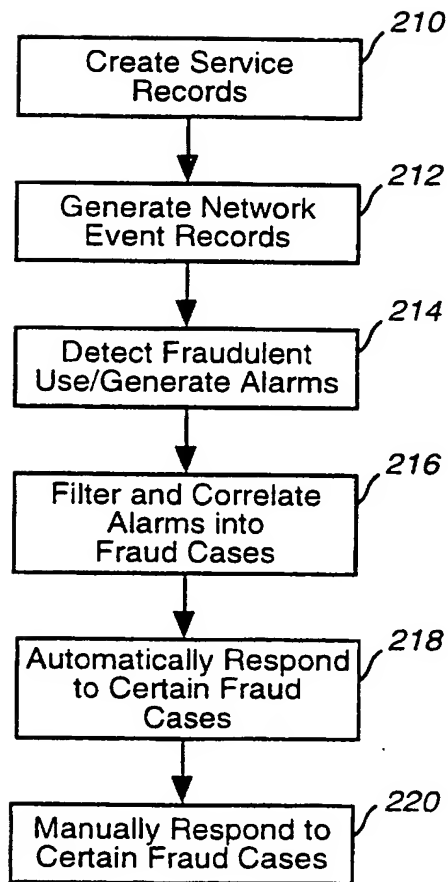 210
Create Service
Records
212
Generate Network
Event Records
214
Detect Fraudulent
Use/Generate Alarms
216
Filter and Correlate
Alarms into
Fraud Cases
218
Automatically Respond
to Certain Fraud
Cases
220
Manually Respond to
Certain Fraud Cases